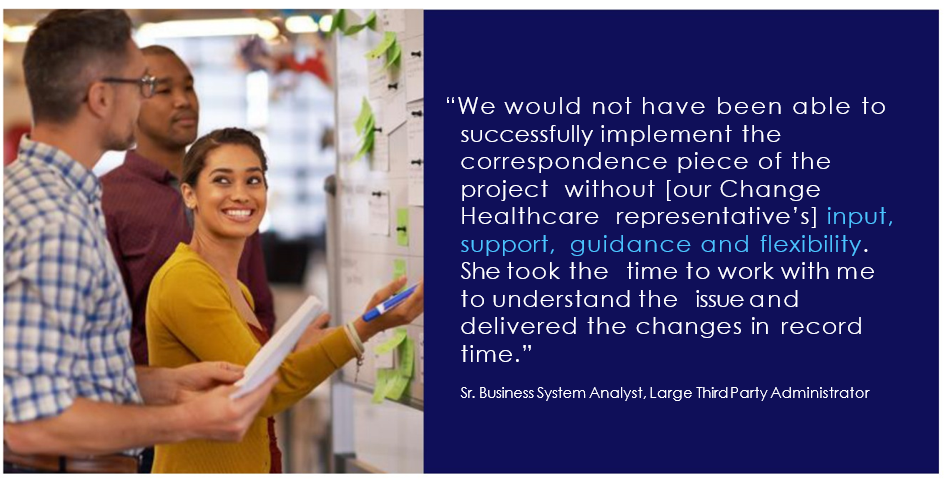 “We would not have been able to
successfully implement the
correspondence piece of the
project without [our Change
Healthcare representative’s] input,
support, guidance and flexibility.
She took the time to work with me
to understand the issue and
delivered the changes in record
time.”
Sr. Business System Analyst, Large Third Party Administrator